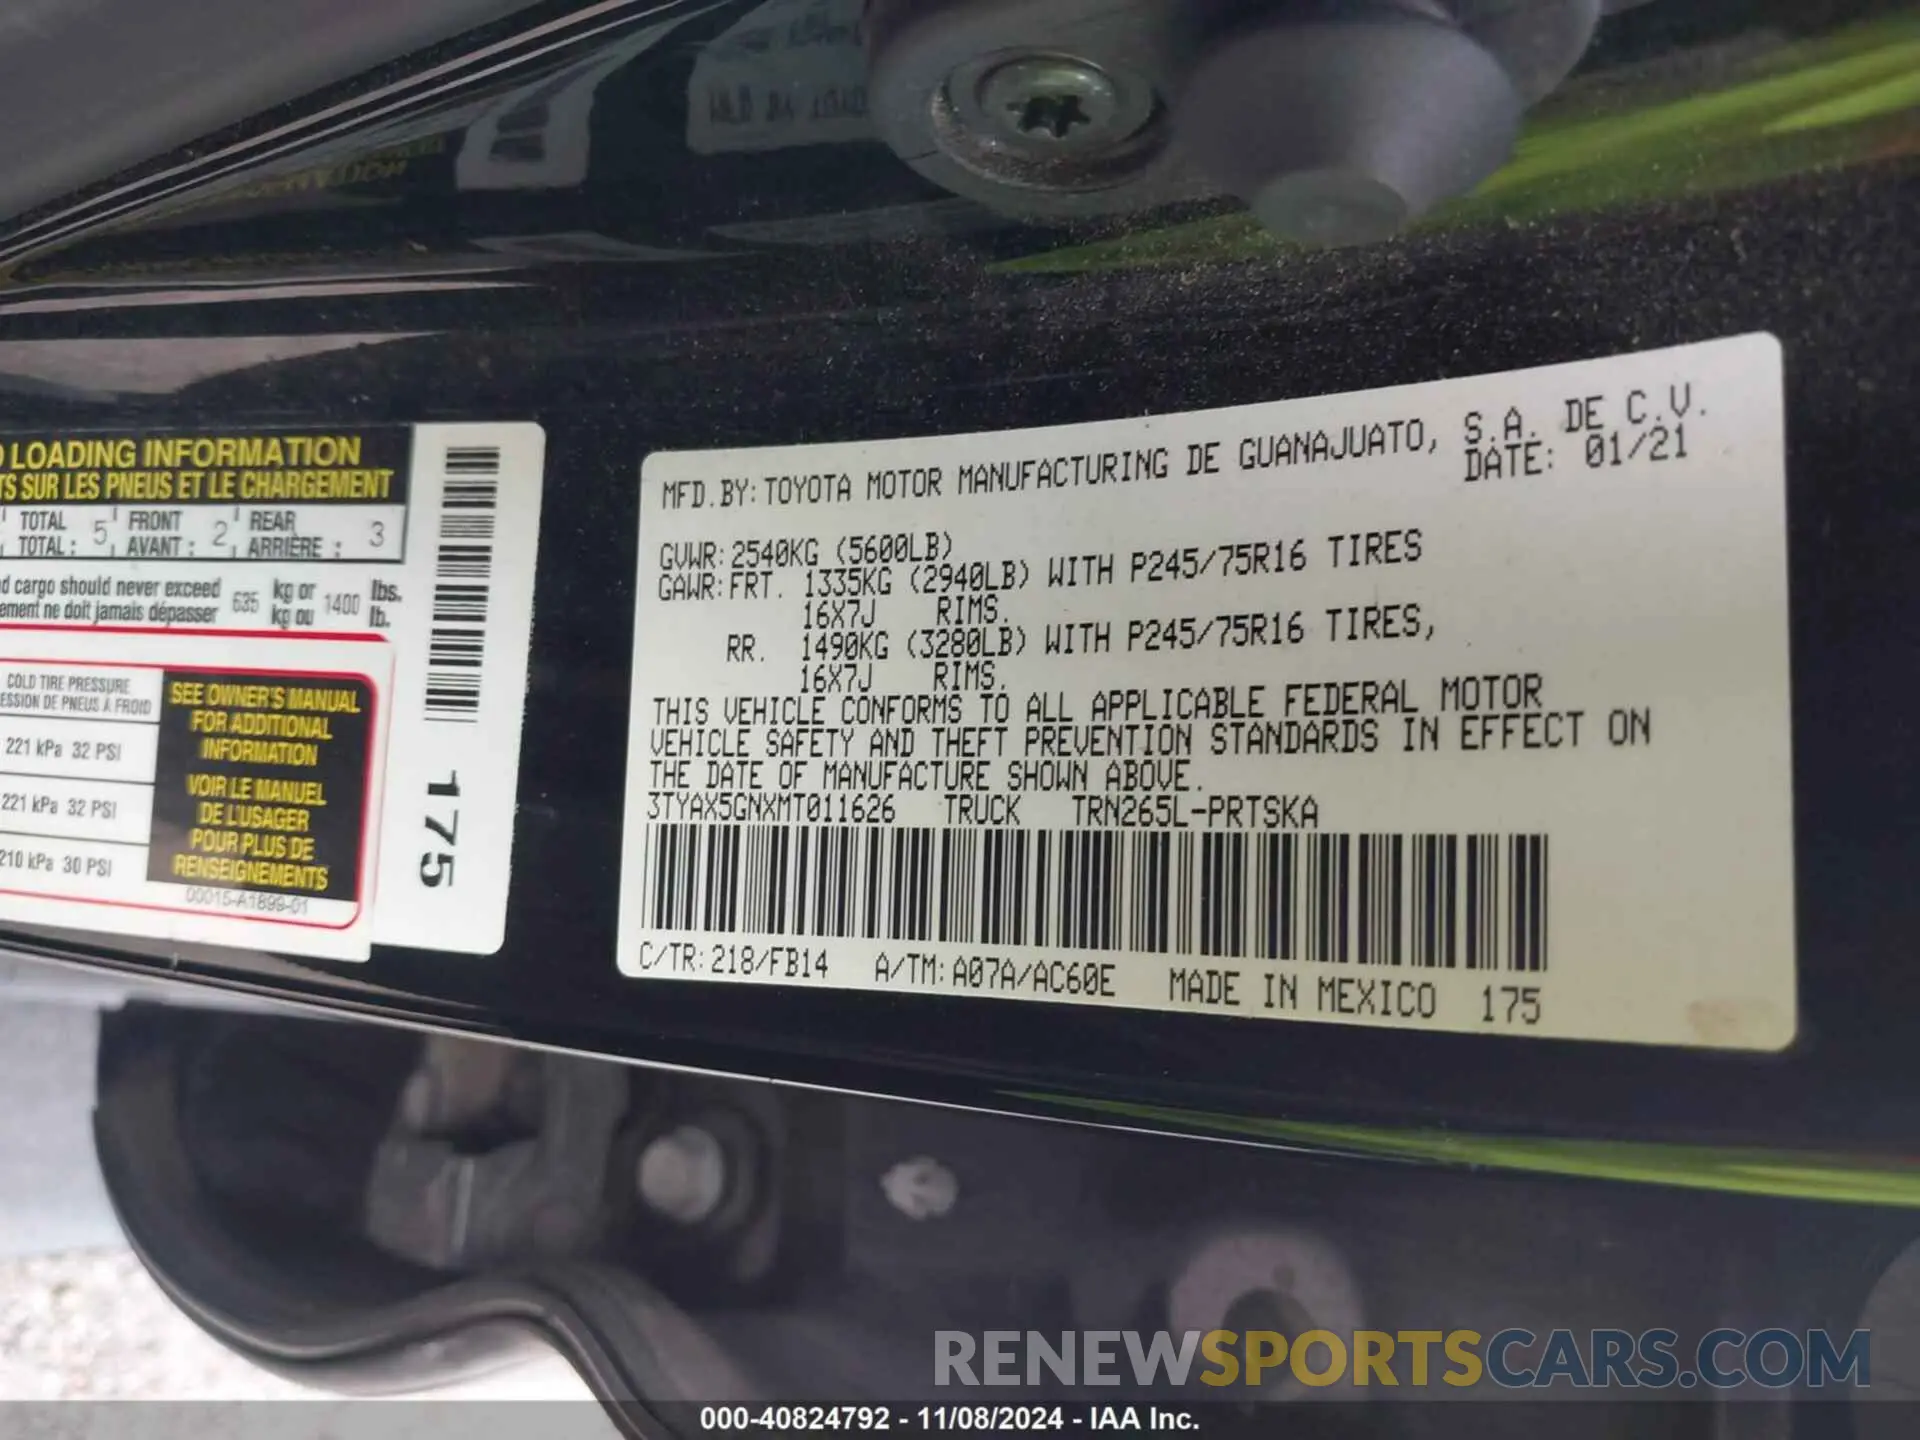 LOADING INFORMATION
TS SUR LES PNEUS ET LE CHARGEMENT
TOTAL 5 FRONT 2 REAR 3
TOTAL : AVANT : ARRIÈRE :
cargo should never exceed 635 kg or 1400 lbs.
ne doit jamais dépasser kg ou lb.
COLD TIRE PRESSURE
DE PNEUS À FROID
221 kPa 32 PSI
221 kPa 32 PSI
210 kPa 30 PSI
SEE OWNER'S MANUAL
FOR ADDITIONAL
INFORMATION
VOIR LE MANUEL
DE L'USAGER
POUR PLUS DE
RENSEIGNEMENTS
00015-A1899-01
175
MFD.BY:TOYOTA MOTOR MANUFACTURING DE GUANAJUATO, S.A. DE C.V.
DATE: 01/21
GVWR:2540KG (5600LB)
GAWR:FRT. 1335KG (2940LB) WITH P245/75R16 TIRES
16X7J RIMS.
RR. 1490KG (3280LB) WITH P245/75R16 TIRES,
16X7J RIMS.
THIS VEHICLE CONFORMS TO ALL APPLICABLE FEDERAL MOTOR
VEHICLE SAFETY AND THEFT PREVENTION STANDARDS IN EFFECT ON
THE DATE OF MANUFACTURE SHOWN ABOVE.
3TYAX5GNXMT011626 TRUCK TRN265L-PRTSKA
C/TR:218/FB14 A/TM:A07A/AC60E MADE IN MEXICO 175
RENEWSPORTSCARS.COM
000-40824792 - 11/08/2024 - IAA Inc.